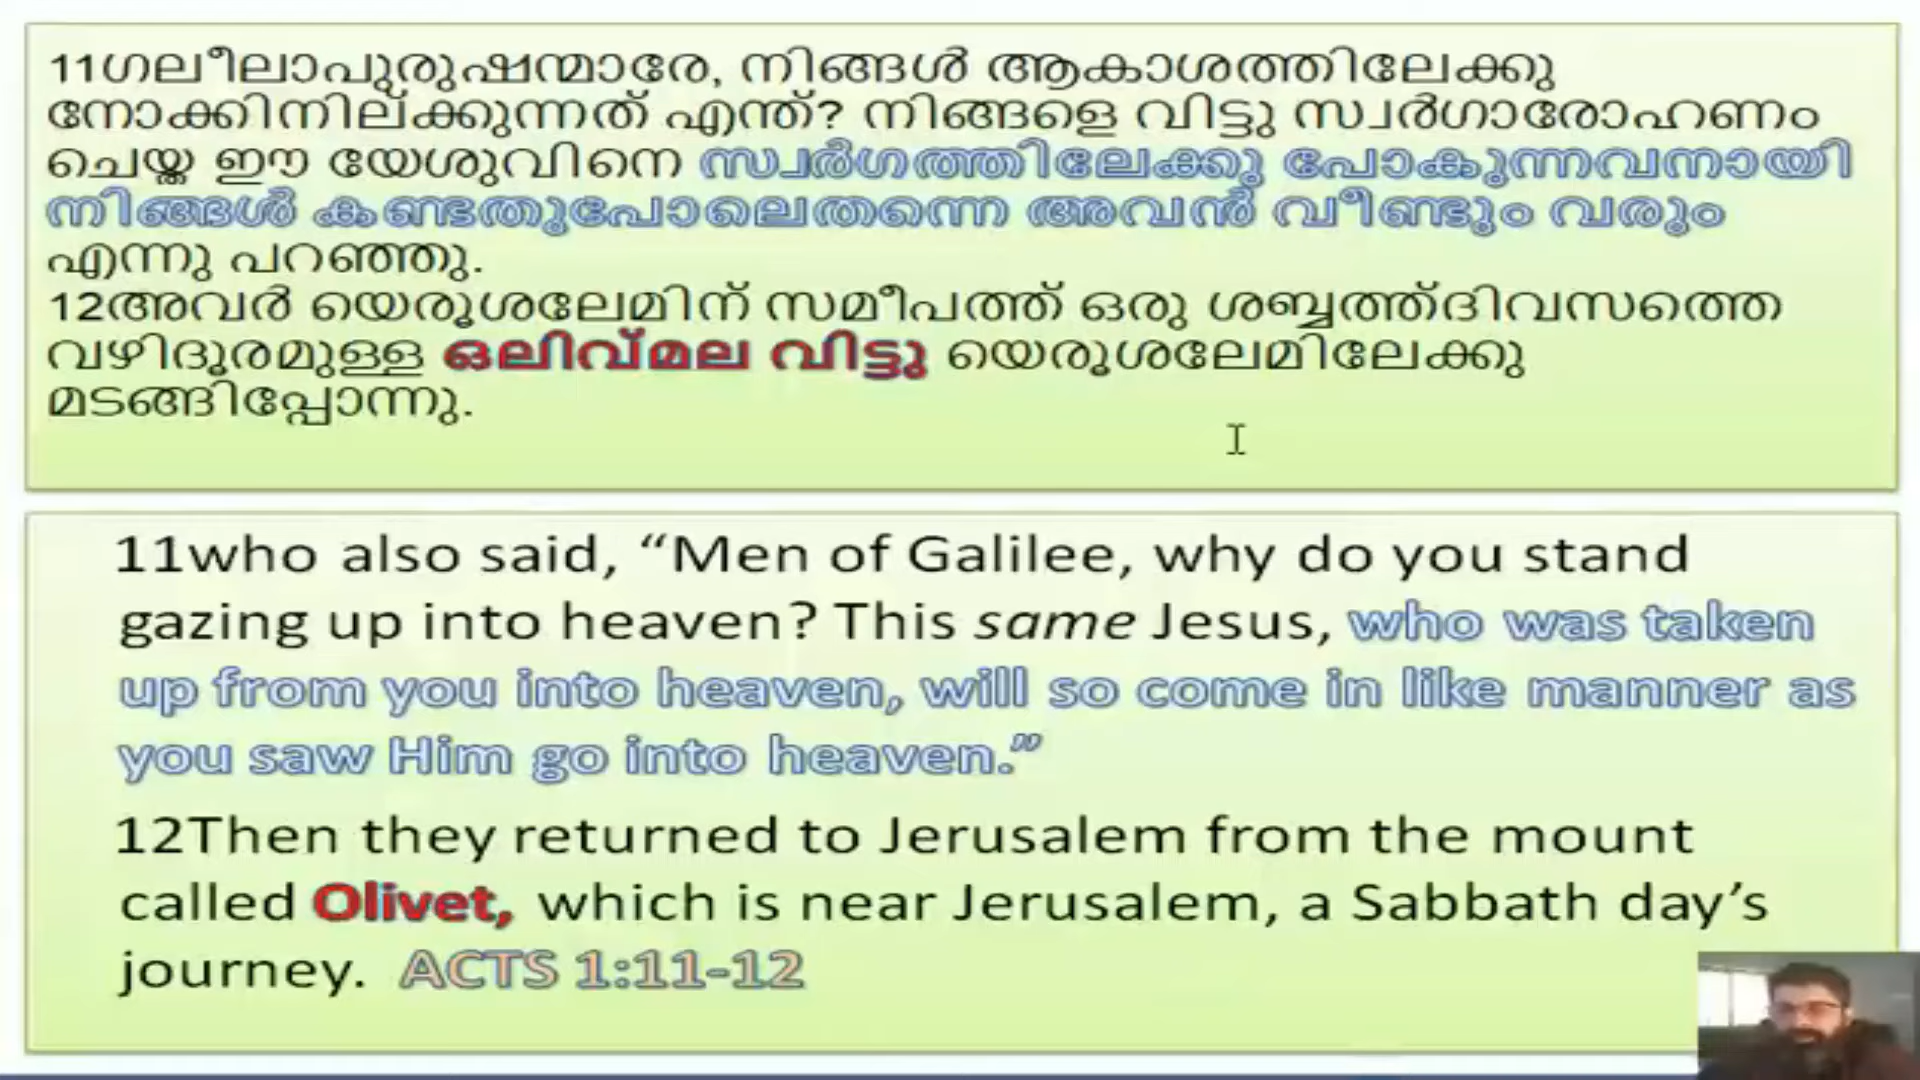 11ഗലീലാപുരുഷന്മാരേ, നിങ്ങൾ ആകാശത്തിലേക്കു
നോക്കിനില്ക്കുന്നത് എന്ത്? നിങ്ങളെ വിട്ടു സ്വർഗാരോഹണം
ചെയ്ത ഈ യേശുവിനെ സ്വർഗത്തിലേക്കു പോകുന്നവനായി
നിങ്ങൾ കണ്ടതുപോലെതന്നെ അവൻ വീണ്ടും വരും
എന്നു പറഞ്ഞു.
12അവർ യെരൂശലേമിന് സമീപത്ത് ഒരു ശബ്ബത്ത്ദിവസത്തെ
വഴിദൂരമുള്ള ഒലിവ്മല വിട്ടു യെരൂശലേമിലേക്കു
മടങ്ങിപ്പോന്നു.
11who also said, “Men of Galilee, why do you stand
gazing up into heaven? This same Jesus, who was taken
up from you into heaven, will so come in like manner as
you saw Him go into heaven.”
12Then they returned to Jerusalem from the mount
called Olivet, which is near Jerusalem, a Sabbath day’s
journey. ACTS 1:11-12